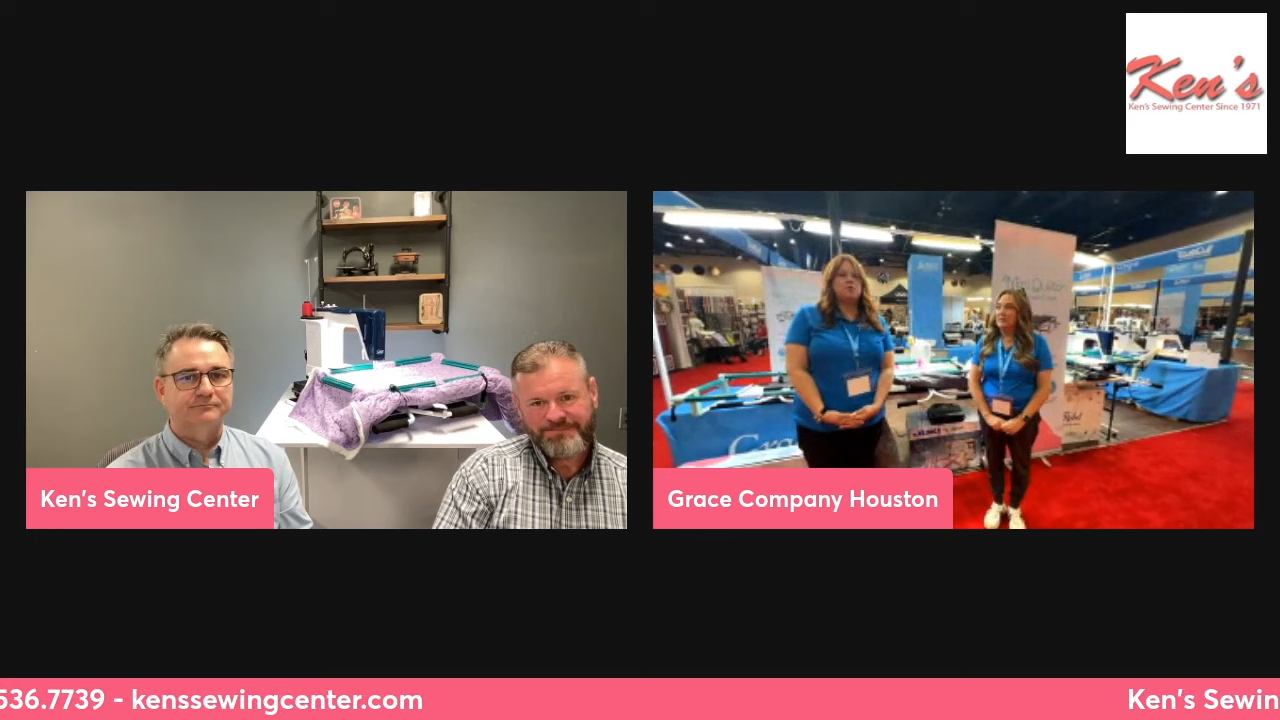 Ken's
Ken's Sewing Center Since 1971
Ken's Sewing Center
Grace Company Houston
536.7739 - kenssewingcenter.com
Ken's Sewin